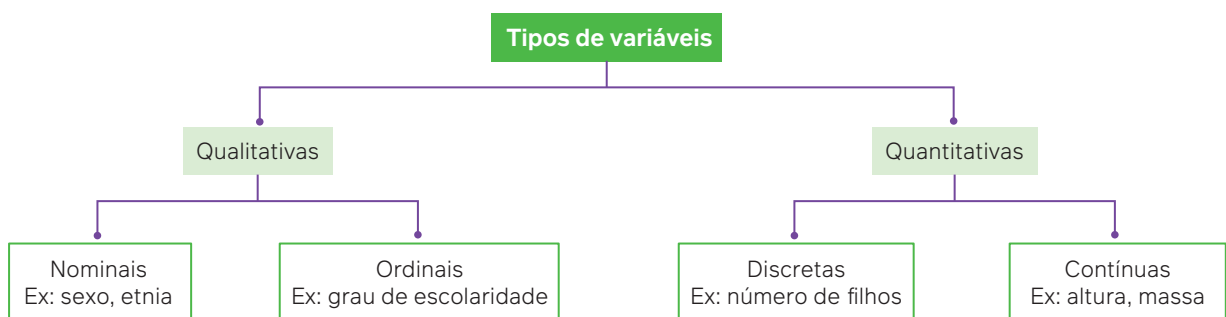 Tipos de variáveis
Qualitativas
Quantitativas
Nominais
Ex: sexo, etnia
Ordinais
Ex: grau de escolaridade
Discretas
Ex: número de filhos
Contínuas
Ex: altura, massa